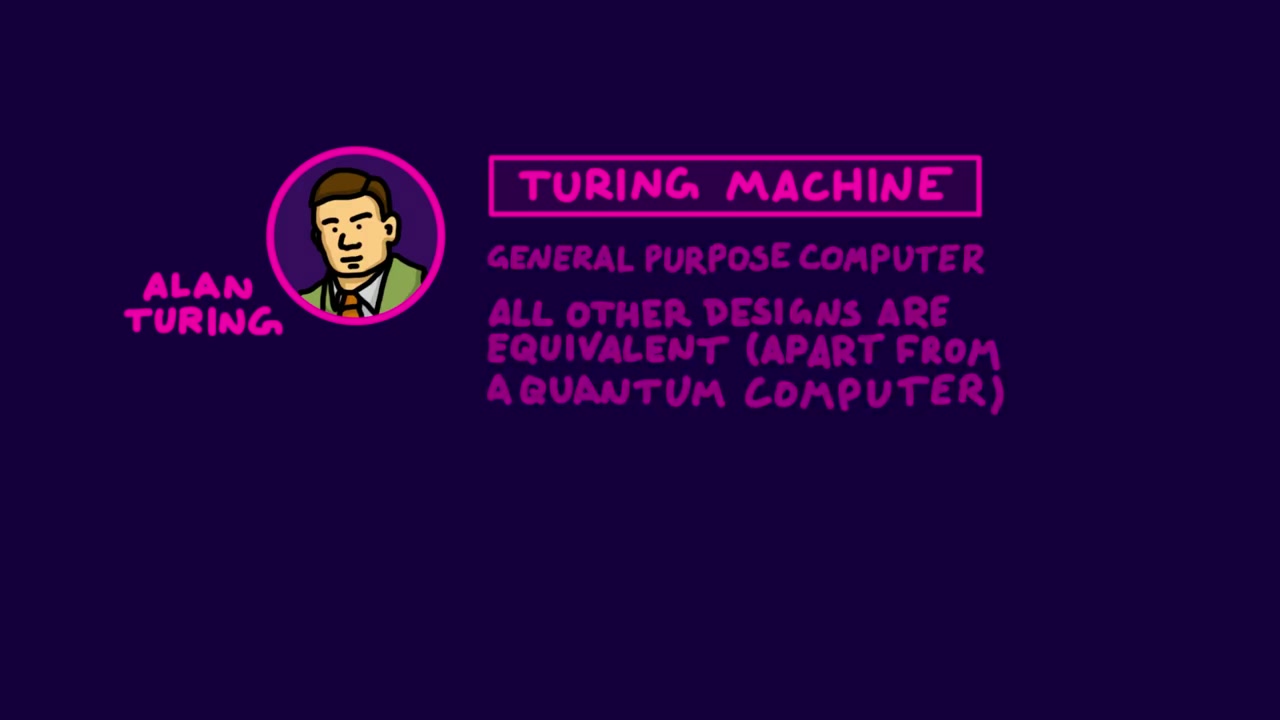 ALAN
TURING
TURING MACHINE
GENERAL PURPOSE COMPUTER
ALL OTHER DESIGNS ARE
EQUIVALENT (APART FROM
A QUANTUM COMPUTER)